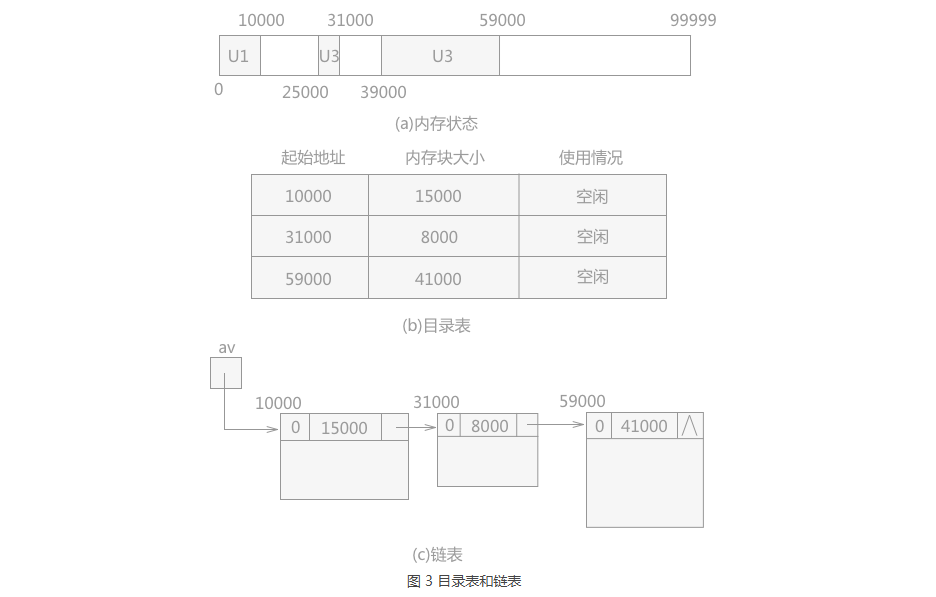 10000 31000 59000 99999
U1 U3 U3
0 25000 39000
(a)内存状态
起始地址 内存块大小 使用情况
10000 15000 空闲
31000 8000 空闲
59000 41000 空闲
(b)目录表
av
10000 31000 59000
0 15000 0 8000 0 41000 ∧
(c)链表
图 3 目录表和链表